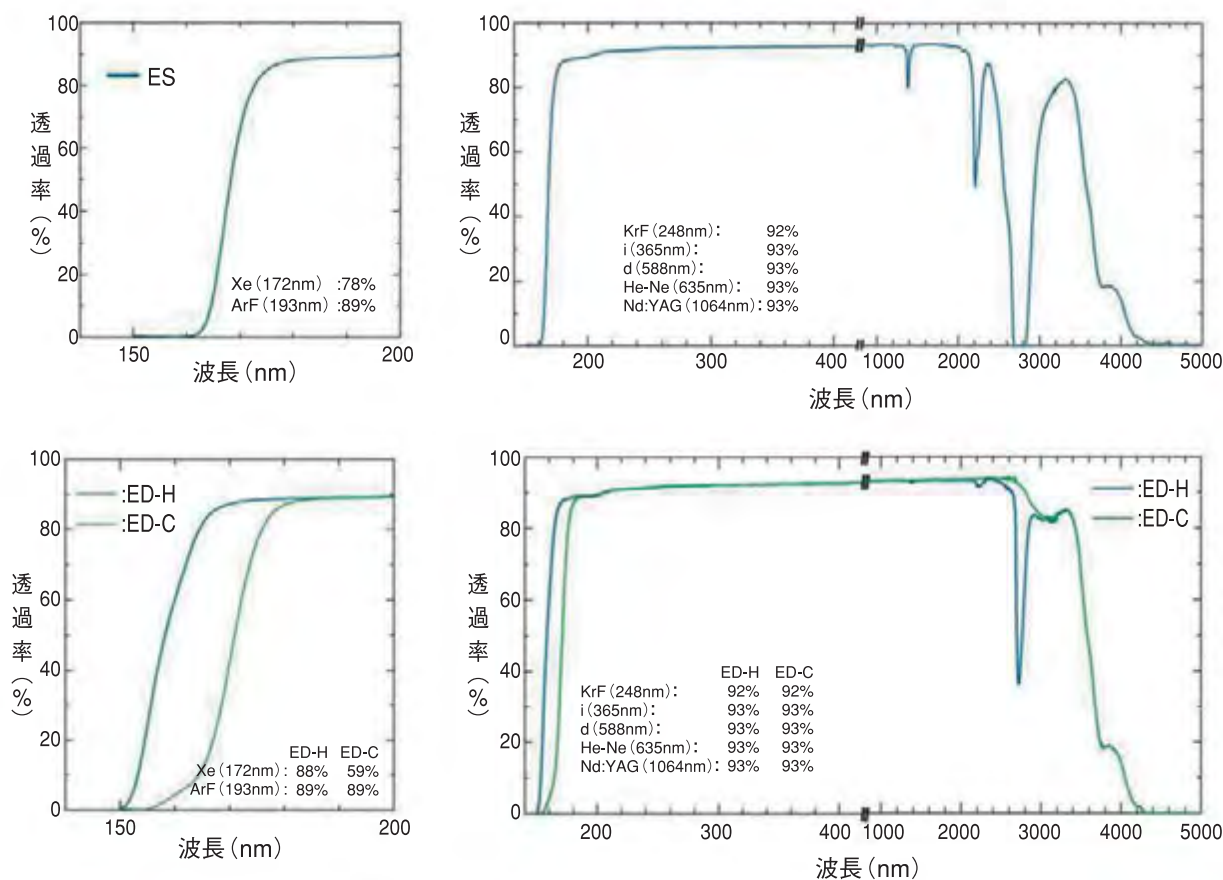 100
80
60
40
20
0
透過率(%)
ES
Xe(172nm) :78%
ArF(193nm) :89%
150 200
波長(nm)
100
80
60
40
20
0
透過率(%)
KrF(248nm): 92%
i(365nm): 93%
d(588nm): 93%
He-Ne(635nm): 93%
Nd:YAG(1064nm): 93%
200 300 400 1000 2000 3000 4000 5000
波長(nm)
100
80
60
40
20
0
透過率(%)
:ED-H
:ED-C
ED-H ED-C
Xe(172nm): 88% 59%
ArF(193nm): 89% 89%
150 200
波長(nm)
100
80
60
40
20
0
透過率(%)
:ED-H
:ED-C
ED-H ED-C
KrF(248nm): 92% 92%
i(365nm): 93% 93%
d(588nm): 93% 93%
He-Ne(635nm): 93% 93%
Nd:YAG(1064nm): 93% 93%
200 300 400 1000 2000 3000 4000 5000
波長(nm)